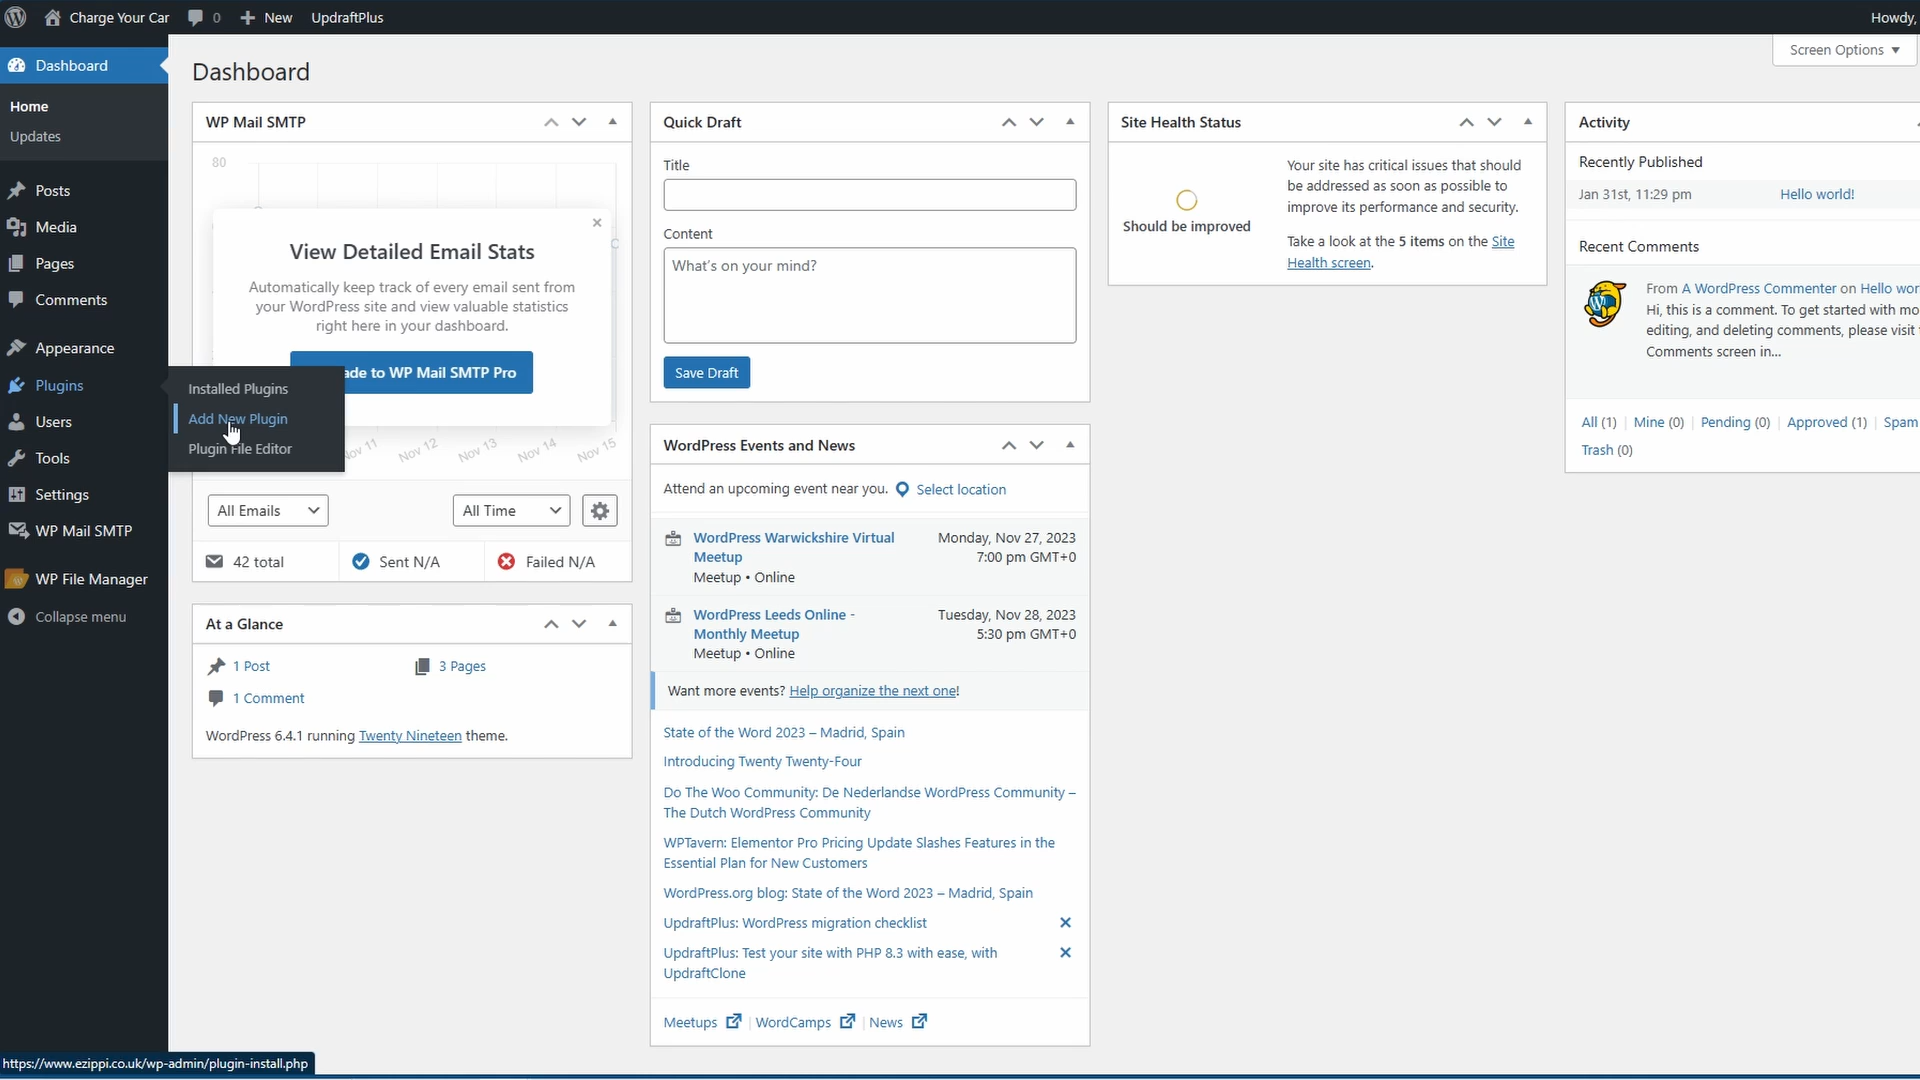 Charge Your Car 0 New UpdraftPlus Howdy,
Screen Options
Dashboard
Home
Updates
Posts
Media
Pages
Comments
Appearance
Plugins
Users
Tools
Settings
WP Mail SMTP
WP File Manager
Collapse menu
Installed Plugins
Add New Plugin
Plugin File Editor
Dashboard
WP Mail SMTP
80
View Detailed Email Stats
Automatically keep track of every email sent from
your WordPress site and view valuable statistics
right here in your dashboard.
ade to WP Mail SMTP Pro
Nov 11 Nov 12 Nov 13 Nov 14 Nov 15
All Emails All Time
42 total Sent N/A Failed N/A
At a Glance
1 Post 3 Pages
1 Comment
WordPress 6.4.1 running Twenty Nineteen theme.
Quick Draft
Title
Content
What's on your mind?
Save Draft
WordPress Events and News
Attend an upcoming event near you. Select location
WordPress Warwickshire Virtual Monday, Nov 27, 2023
Meetup 7:00 pm GMT+0
Meetup • Online
WordPress Leeds Online - Tuesday, Nov 28, 2023
Monthly Meetup 5:30 pm GMT+0
Meetup • Online
Want more events? Help organize the next one!
State of the Word 2023 – Madrid, Spain
Introducing Twenty Twenty-Four
Do The Woo Community: De Nederlandse WordPress Community –
The Dutch WordPress Community
WPTavern: Elementor Pro Pricing Update Slashes Features in the
Essential Plan for New Customers
WordPress.org blog: State of the Word 2023 – Madrid, Spain
UpdraftPlus: WordPress migration checklist
UpdraftPlus: Test your site with PHP 8.3 with ease, with
UpdraftClone
Meetups | WordCamps | News
Site Health Status
Should be improved
Your site has critical issues that should
be addressed as soon as possible to
improve its performance and security.
Take a look at the 5 items on the Site
Health screen.
Activity
Recently Published
Jan 31st, 11:29 pm Hello world!
Recent Comments
From A WordPress Commenter on Hello wor
Hi, this is a comment. To get started with mo
editing, and deleting comments, please visit
Comments screen in...
All (1) | Mine (0) | Pending (0) | Approved (1) | Spam
Trash (0)
https://www.ezippi.co.uk/wp-admin/plugin-install.php